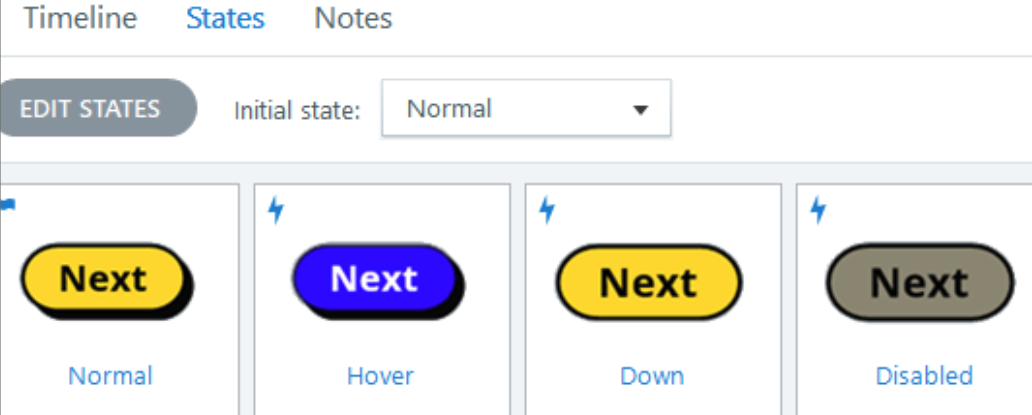 Timeline States Notes
EDIT STATES Initial state: Normal
Next Next Next Next
Normal Hover Down Disabled